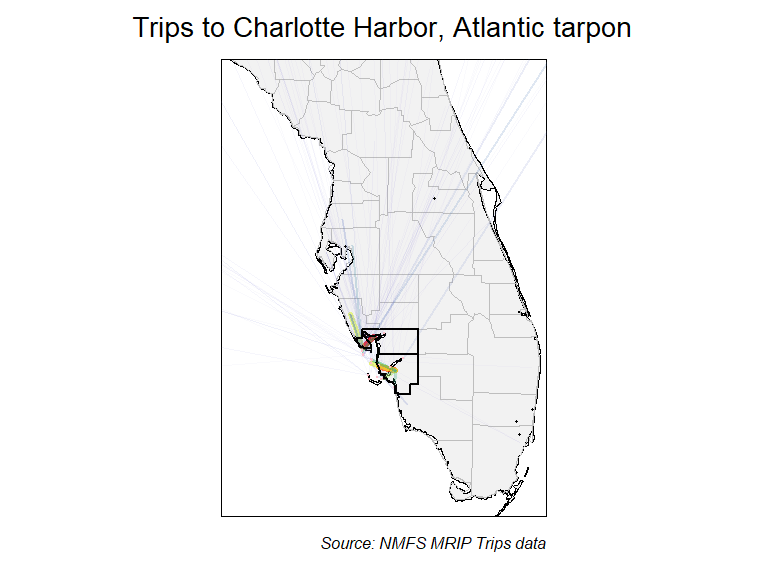 Trips to Charlotte Harbor, Atlantic tarpon
Source: NMFS MRIP Trips data